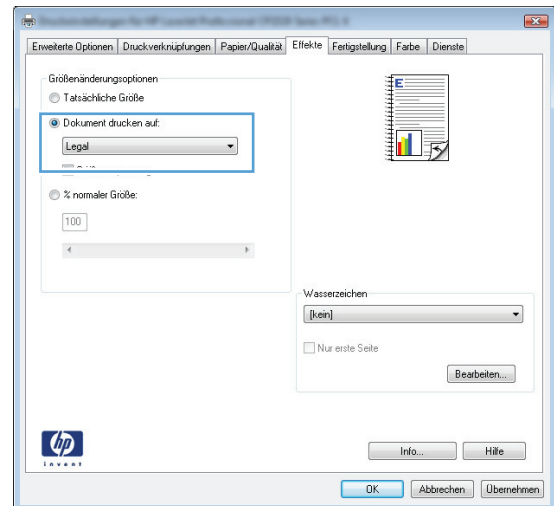 Erweiterte Optionen Druckverknüpfungen Papier/Qualität Effekte Fertigstellung Farbe Dienste
Größenänderungsoptionen
Tatsächliche Größe
Dokument drucken auf:
Legal
% normaler Größe:
100
E
Wasserzeichen
[kein]
Nur erste Seite
Bearbeiten...
hp
invent
Info... Hilfe
OK Abbrechen Übernehmen